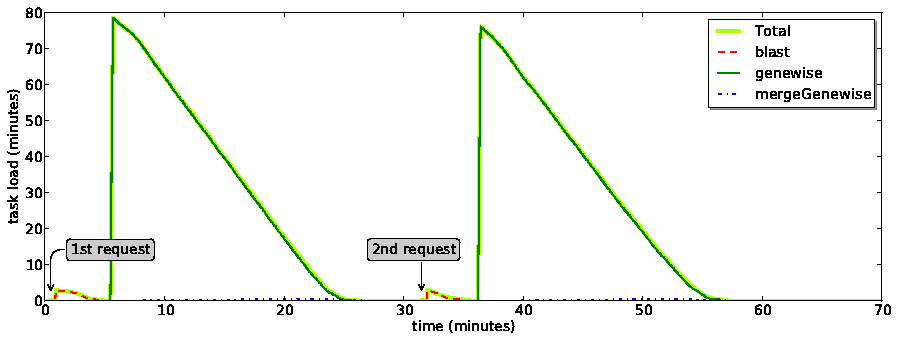 80
70
60
50
40
30
20
10
0
task load (minutes)
Total
blast
genewise
mergeGenewise
1st request
2nd request
0 10 20 30 40 50 60 70
time (minutes)